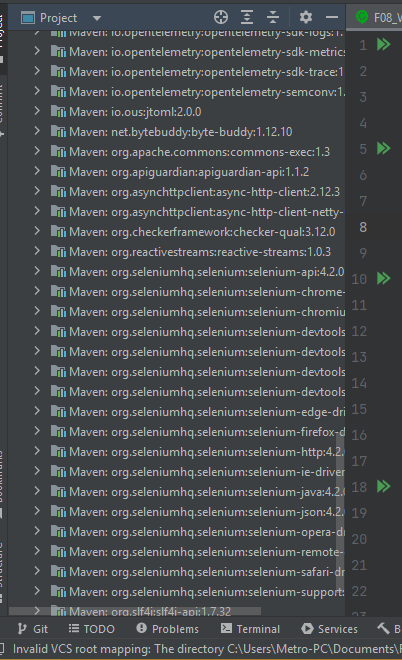 Project
F08_
Maven: io.opentelemetry:opentelemetry-sdk-logs:1.
Maven: io.opentelemetry:opentelemetry-sdk-metrics
Maven: io.opentelemetry:opentelemetry-sdk-trace:1
Maven: io.opentelemetry:opentelemetry-semconv:1.
Maven: io.ous:jtoml:2.0.0
Maven: net.bytebuddy:byte-buddy:1.12.10
Maven: org.apache.commons:commons-exec:1.3
Maven: org.apiguardian:apiguardian-api:1.1.2
Maven: org.asynchttpclient:async-http-client:2.12.3
Maven: org.asynchttpclient:async-http-client-netty-
Maven: org.checkerframework:checker-qual:3.12.0
Maven: org.reactivestreams:reactive-streams:1.0.3
Maven: org.seleniumhq.selenium:selenium-api:4.2.0
Maven: org.seleniumhq.selenium:selenium-chrome-
Maven: org.seleniumhq.selenium:selenium-chromiu
Maven: org.seleniumhq.selenium:selenium-devtools
Maven: org.seleniumhq.selenium:selenium-devtools
Maven: org.seleniumhq.selenium:selenium-devtools
Maven: org.seleniumhq.selenium:selenium-devtools
Maven: org.seleniumhq.selenium:selenium-edge-dri
Maven: org.seleniumhq.selenium:selenium-firefox-d
Maven: org.seleniumhq.selenium:selenium-http:4.2.0
Maven: org.seleniumhq.selenium:selenium-ie-driver
Maven: org.seleniumhq.selenium:selenium-java:4.2.0
Maven: org.seleniumhq.selenium:selenium-json:4.2.0
Maven: org.seleniumhq.selenium:selenium-opera-dr
Maven: org.seleniumhq.selenium:selenium-remote-
Maven: org.seleniumhq.selenium:selenium-safari-dr
Maven: org.seleniumhq.selenium:selenium-support:
Maven: org.slf4j:slf4j-api:1.7.32
1
2
5
7
8
9
10
11
12
13
14
15
16
17
18
19
20
21
22
23
Git
TODO
Problems
Terminal
Services
B
Invalid VCS root mapping: The directory C:\Users\Metro-PC\Documents\